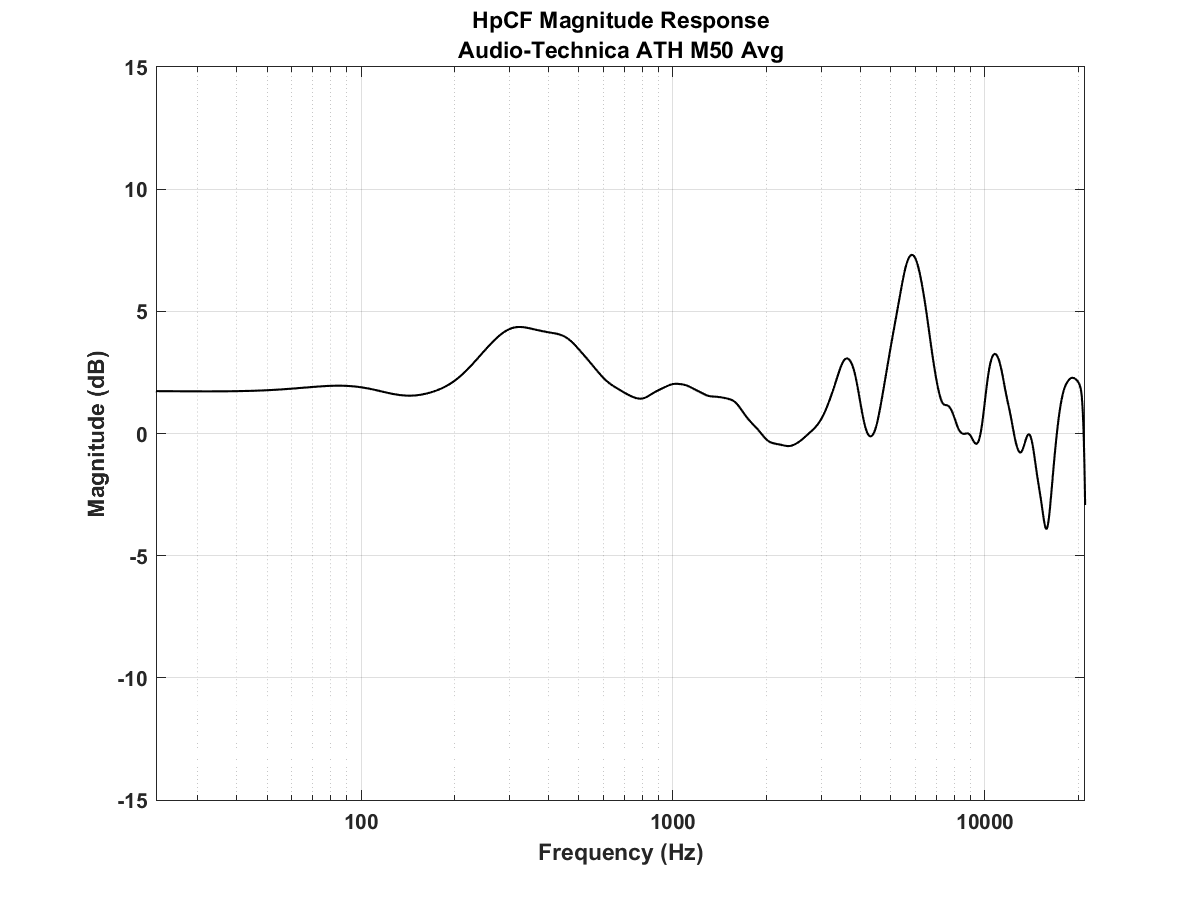 HpCF Magnitude Response
Audio-Technica ATH M50 Avg
15
10
5
0
-5
-10
-15
Magnitude (dB)
100 1000 10000
Frequency (Hz)